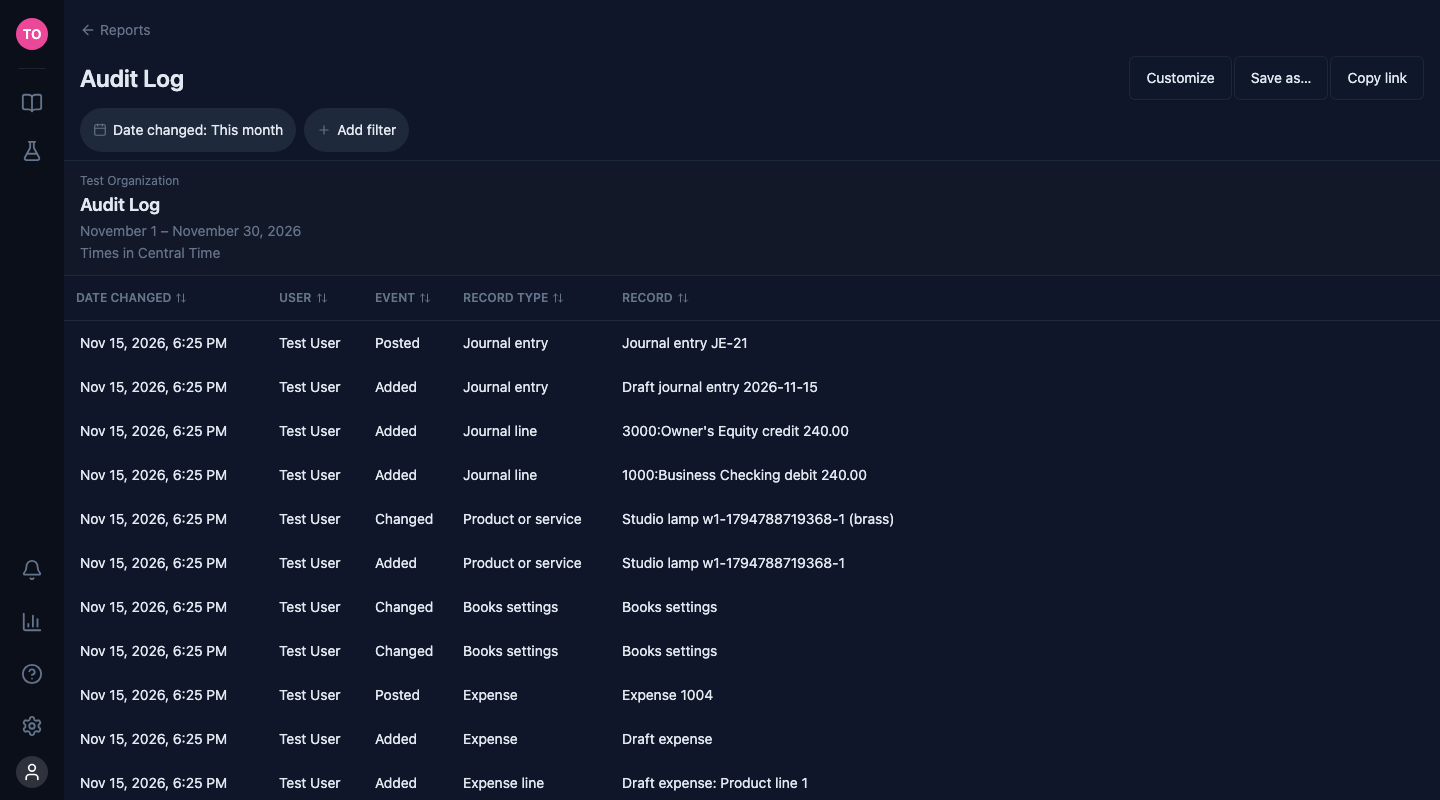 TO
Reports
Audit Log
Customize
Save as...
Copy link
Date changed: This month
Add filter
Test Organization
Audit Log
November 1 – November 30, 2026
Times in Central Time
DATE CHANGED USER EVENT RECORD TYPE RECORD
Nov 15, 2026, 6:25 PM Test User Posted Journal entry Journal entry JE-21
Nov 15, 2026, 6:25 PM Test User Added Journal entry Draft journal entry 2026-11-15
Nov 15, 2026, 6:25 PM Test User Added Journal line 3000:Owner's Equity credit 240.00
Nov 15, 2026, 6:25 PM Test User Added Journal line 1000:Business Checking debit 240.00
Nov 15, 2026, 6:25 PM Test User Changed Product or service Studio lamp w1-1794788719368-1 (brass)
Nov 15, 2026, 6:25 PM Test User Added Product or service Studio lamp w1-1794788719368-1
Nov 15, 2026, 6:25 PM Test User Changed Books settings Books settings
Nov 15, 2026, 6:25 PM Test User Changed Books settings Books settings
Nov 15, 2026, 6:25 PM Test User Posted Expense Expense 1004
Nov 15, 2026, 6:25 PM Test User Added Expense Draft expense
Nov 15, 2026, 6:25 PM Test User Added Expense line Draft expense: Product line 1